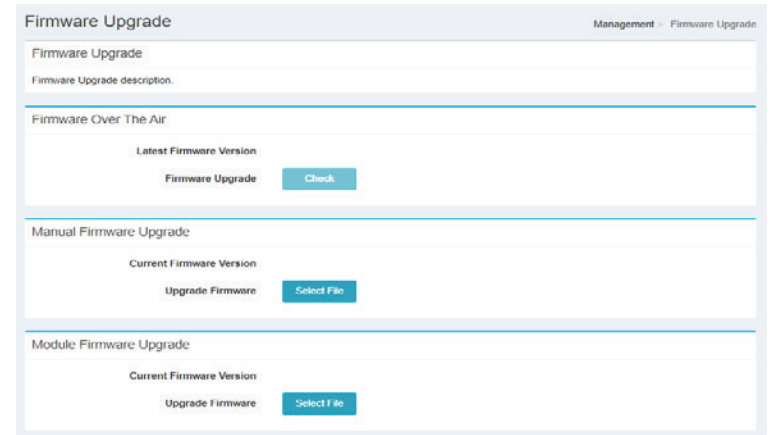 Firmware Upgrade
Management > Firmware Upgrade
Firmware Upgrade
Firmware Upgrade description.
Firmware Over The Air
Latest Firmware Version
Firmware Upgrade Check
Manual Firmware Upgrade
Current Firmware Version
Upgrade Firmware Select File
Module Firmware Upgrade
Current Firmware Version
Upgrade Firmware Select File